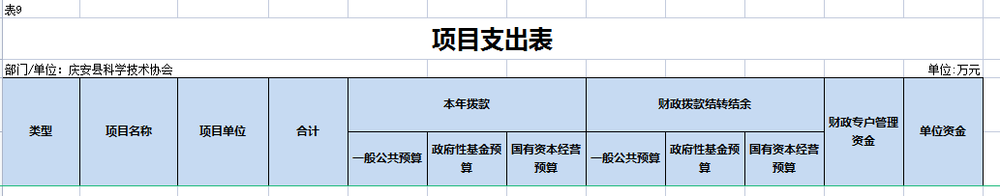 表9
项目支出表
部门/单位：庆安县科学技术协会 单位:万元
类型 项目名称 项目单位 合计 本年拨款 财政拨款结转结余 财政专户管理资金 单位资金
一般公共预算 政府性基金预算 国有资本经营预算 一般公共预算 政府性基金预算 国有资本经营预算